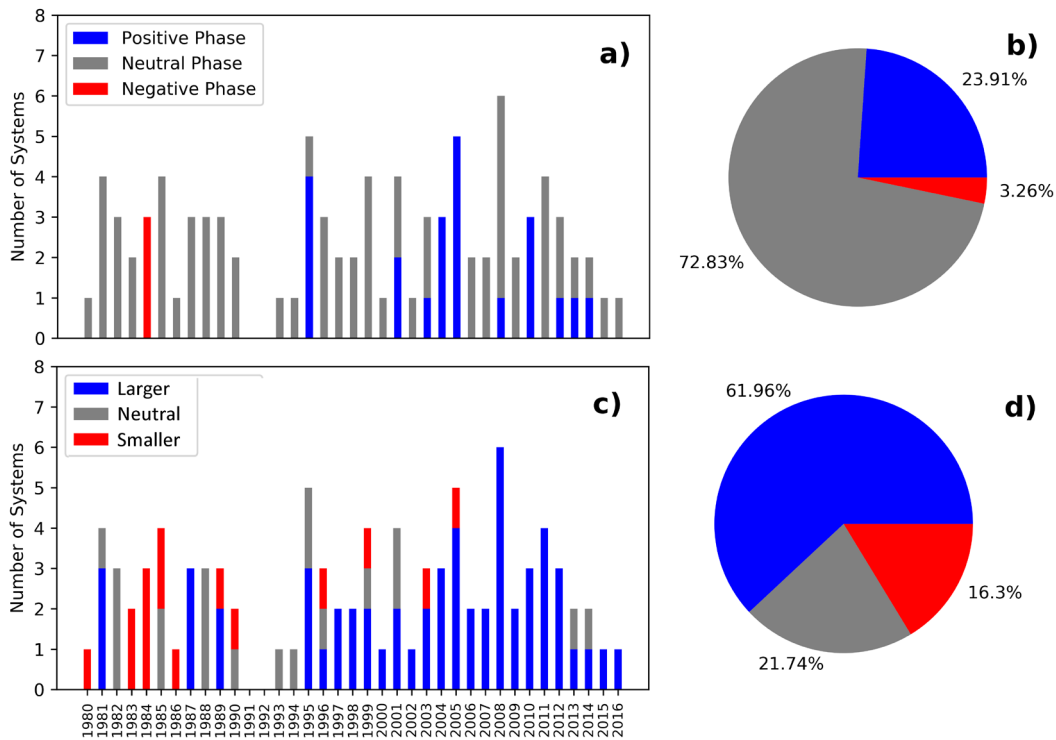 8
7
6
5
4
3
2
1
0
Number of Systems
Positive Phase
Neutral Phase
Negative Phase
a)
b)
23.91%
3.26%
72.83%
8
7
6
5
4
3
2
1
0
Number of Systems
Larger
Neutral
Smaller
c)
1980 1981 1982 1983 1984 1985 1986 1987 1988 1989 1990 1991 1992 1993 1994 1995 1996 1997 1998 1999 2000 2001 2002 2003 2004 2005 2006 2007 2008 2009 2010 2011 2012 2013 2014 2015 2016
d)
61.96%
16.3%
21.74%